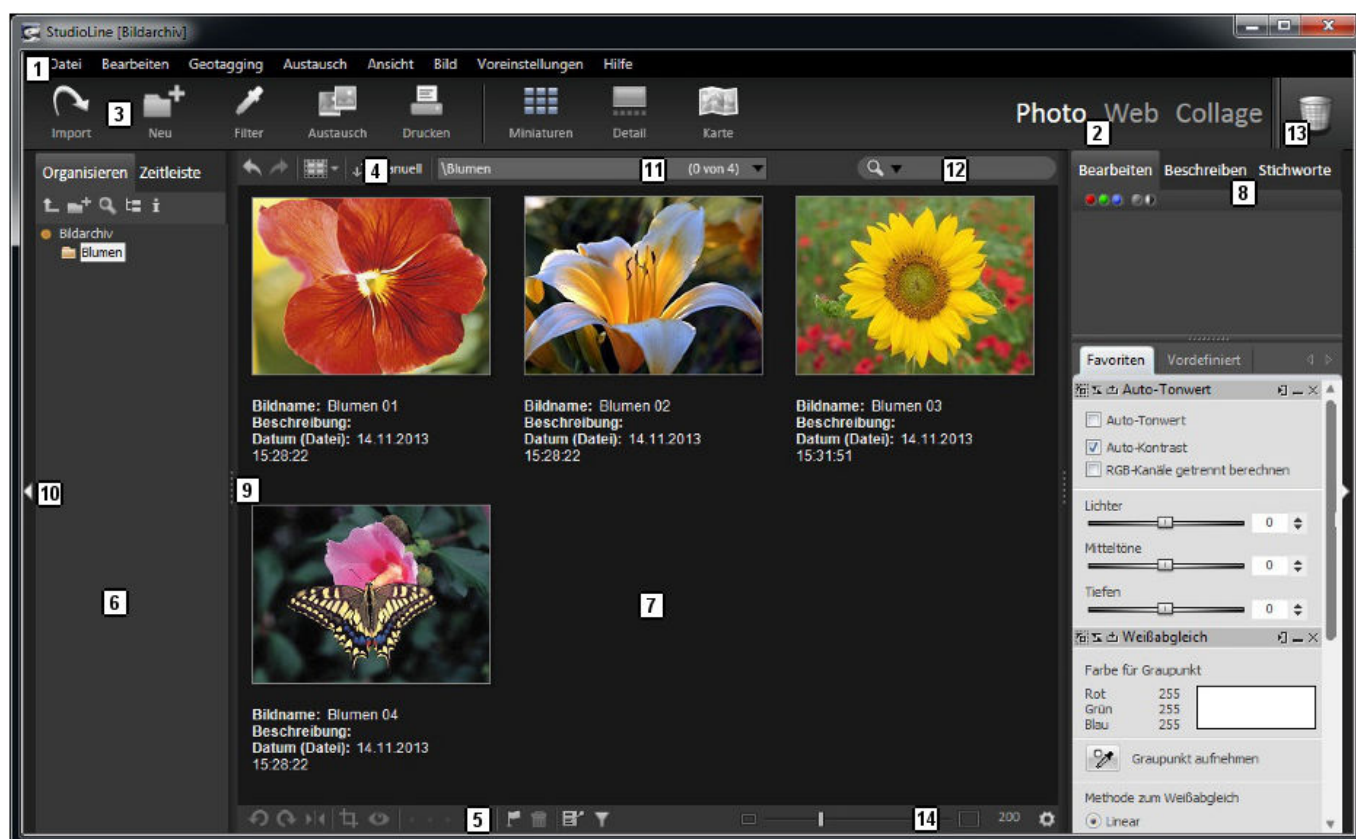 StudioLine [Bildarchiv]
1 Datei Bearbeiten Geotagging Austausch Ansicht Bild Voreinstellungen Hilfe
3
Import Neu Filter Austausch Drucken Miniaturen Detail Karte
Photo Web Collage
2
13
Organisieren Zeitleiste
4 \Blumen 11 (0 von 4) 12
Bearbeiten Beschreiben Stichworte
8
Bildarchiv
Blumen
Bildname: Blumen 01
Beschreibung:
Datum (Datei): 14.11.2013
15:28:22
Bildname: Blumen 02
Beschreibung:
Datum (Datei): 14.11.2013
15:28:22
Bildname: Blumen 03
Beschreibung:
Datum (Datei): 14.11.2013
15:31:51
10
9
6
7
Bildname: Blumen 04
Beschreibung:
Datum (Datei): 14.11.2013
15:28:22
5
14 200
Favoriten Vordefiniert
Auto-Tonwert
Auto-Tonwert
Auto-Kontrast
RGB-Kanäle getrennt berechnen
Lichter
0
Mitteltöne
0
Tiefen
0
Weißabgleich
Farbe für Graupunkt
Rot 255
Grün 255
Blau 255
Graupunkt aufnehmen
Methode zum Weißabgleich
Linear